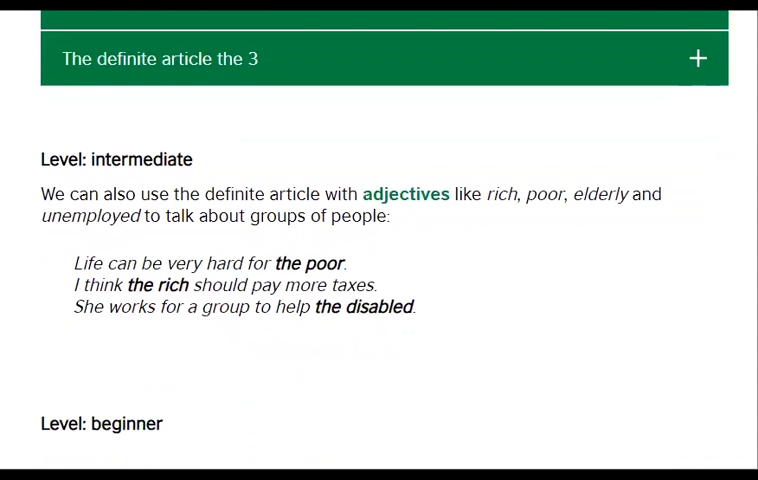 The definite article the 3 +
Level: intermediate
We can also use the definite article with adjectives like rich, poor, elderly and
unemployed to talk about groups of people:
Life can be very hard for the poor.
I think the rich should pay more taxes.
She works for a group to help the disabled.
Level: beginner